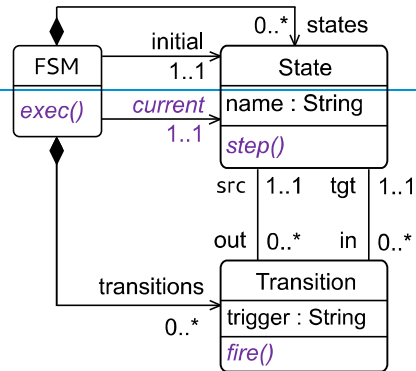 0..* states
initial
1..1
FSM
State
exec()
current
1..1
name : String
step()
src 1..1 tgt 1..1
out 0..* in 0..*
transitions
0..*
Transition
trigger : String
fire()